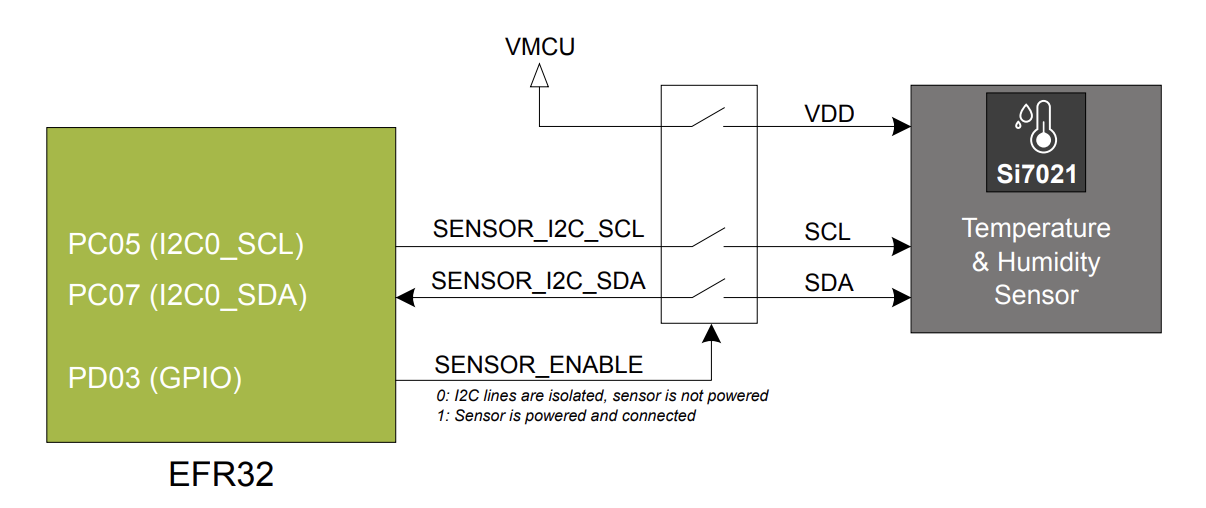 VMCU
VDD
Si7021
Temperature
& Humidity
Sensor
PC05 (I2C0_SCL)
SENSOR_I2C_SCL
SCL
PC07 (I2C0_SDA)
SENSOR_I2C_SDA
SDA
PD03 (GPIO)
SENSOR_ENABLE
0: I2C lines are isolated, sensor is not powered
1: Sensor is powered and connected
EFR32